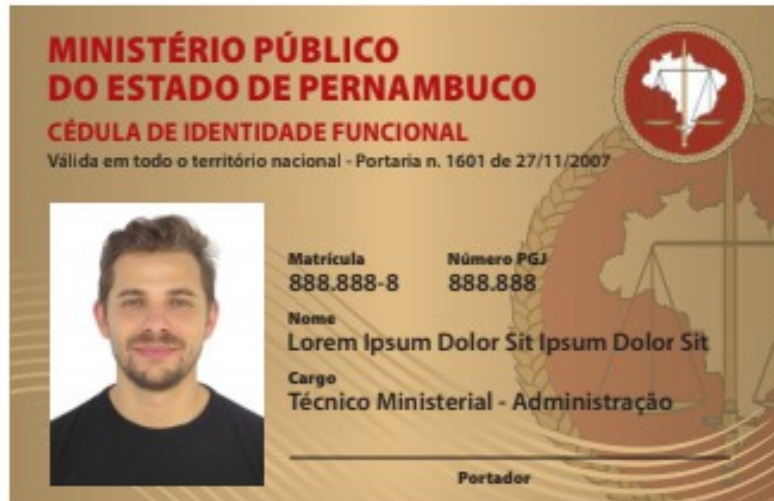 MINISTÉRIO PÚBLICO
DO ESTADO DE PERNAMBUCO
CÉDULA DE IDENTIDADE FUNCIONAL
Válida em todo o território nacional - Portaria n. 1601 de 27/11/2007
Matrícula Número PGJ
888.888-8 888.888
Nome
Lorem Ipsum Dolor Sit Ipsum Dolor Sit
Cargo
Técnico Ministerial - Administração
Portador